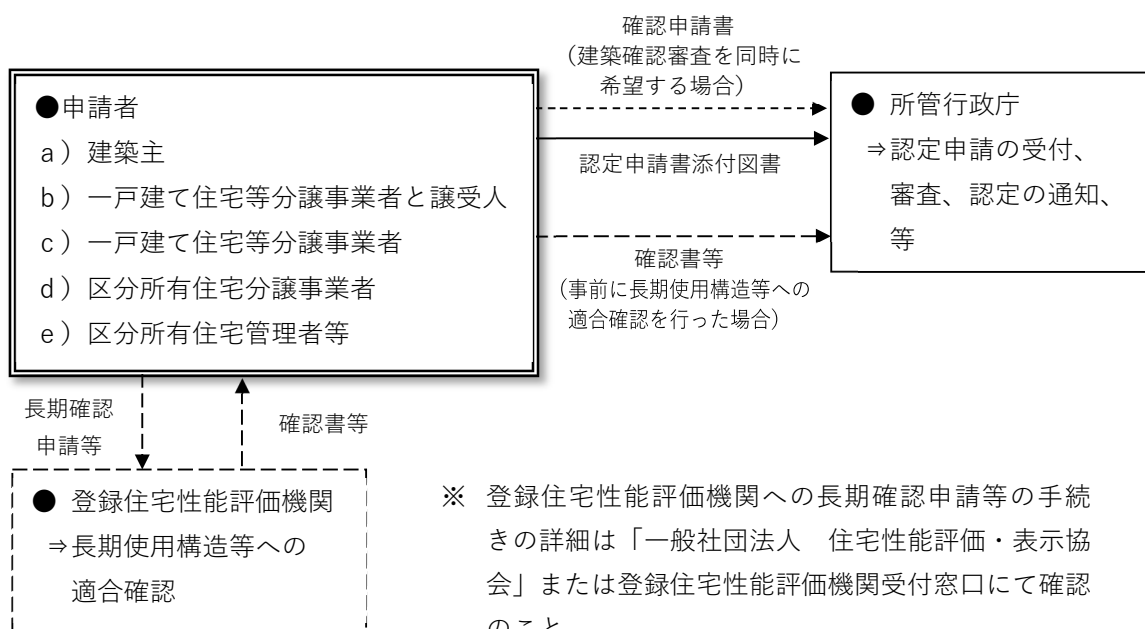 確認申請書
(建築確認審査を同時に
希望する場合)
●申請者
a）建築主
b）一戸建て住宅等分譲事業者と譲受人
c）一戸建て住宅等分譲事業者
d）区分所有住宅分譲事業者
e）区分所有住宅管理者等
認定申請書添付図書
確認書等
(事前に長期使用構造等への
適合確認を行った場合)
● 所管行政庁
⇒認定申請の受付、
審査、認定の通知、
等
長期確認
申請等
確認書等
● 登録住宅性能評価機関
⇒長期使用構造等への
適合確認
※ 登録住宅性能評価機関への長期確認申請等の手続
きの詳細は「一般社団法人　住宅性能評価・表示協
会」または登録住宅性能評価機関受付窓口にて確認
のこと